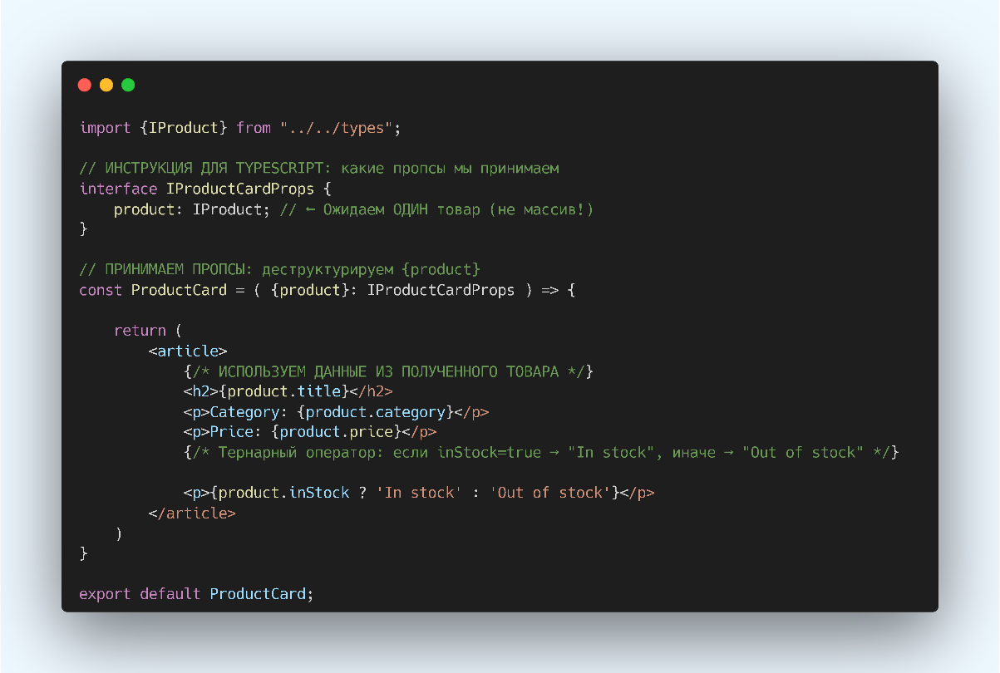 import {IProduct} from "../../types";
// ИНСТРУКЦИЯ ДЛЯ TYPESCRIPT: какие пропсы мы принимаем
interface IProductCardProps {
    product: IProduct; // ← Ожидаем ОДИН товар (не массив!)
}
// ПРИНИМАЕМ ПРОПСЫ: деструктурируем {product}
const ProductCard = ( {product}: IProductCardProps ) => {
    return (
        <article>
            {/* ИСПОЛЬЗУЕМ ДАННЫЕ ИЗ ПОЛУЧЕННОГО ТОВАРА */}
            <h2>{product.title}</h2>
            <p>Category: {product.category}</p>
            <p>Price: {product.price}</p>
            {/* Тернарный оператор: если inStock=true → "In stock", иначе → "Out of stock" */}
            <p>{product.inStock ? 'In stock' : 'Out of stock'}</p>
        </article>
    )
}
export default ProductCard;